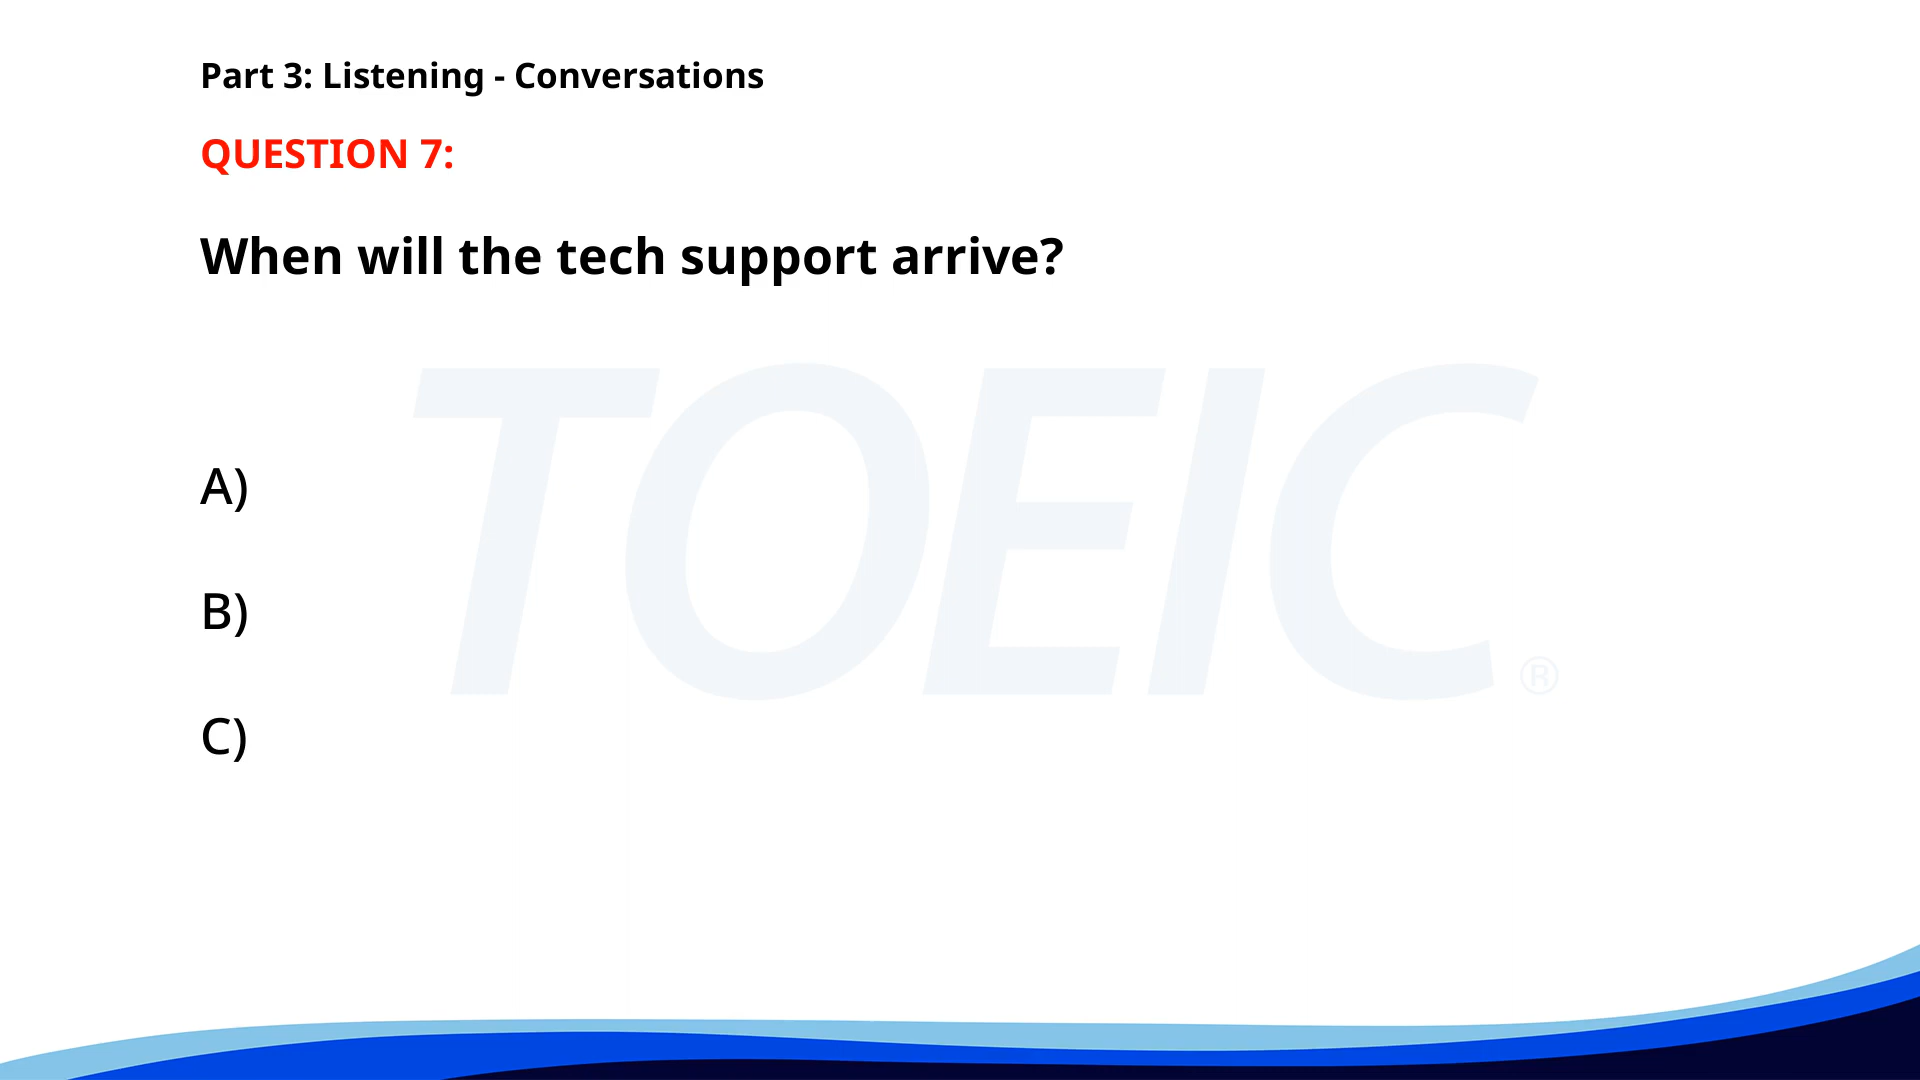 Part 3: Listening - Conversations
QUESTION 7:
When will the tech support arrive?
TOEIC®
A)
B)
C)